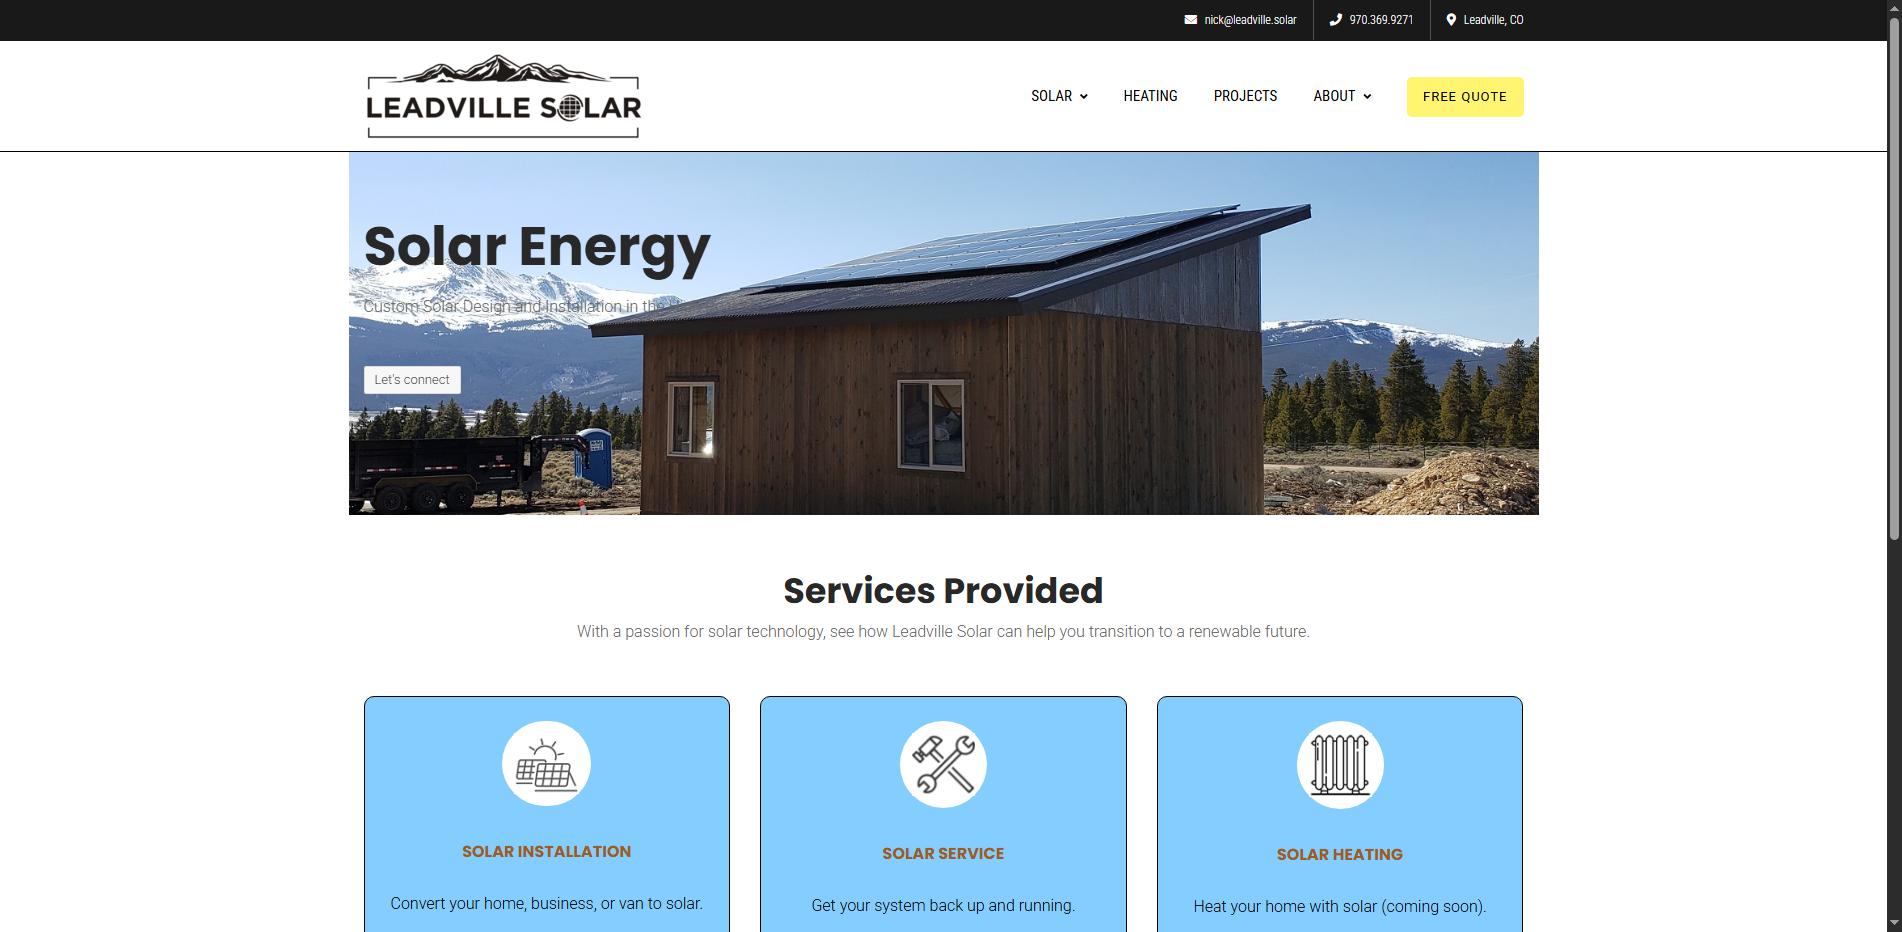 nick@leadville.solar
970.369.9271
Leadville, CO
LEADVILLE SOLAR
SOLAR
HEATING
PROJECTS
ABOUT
FREE QUOTE
Solar Energy
Custom Solar Design and Installation in the
Let's connect
Services Provided
With a passion for solar technology, see how Leadville Solar can help you transition to a renewable future.
SOLAR INSTALLATION
Convert your home, business, or van to solar.
SOLAR SERVICE
Get your system back up and running.
SOLAR HEATING
Heat your home with solar (coming soon).